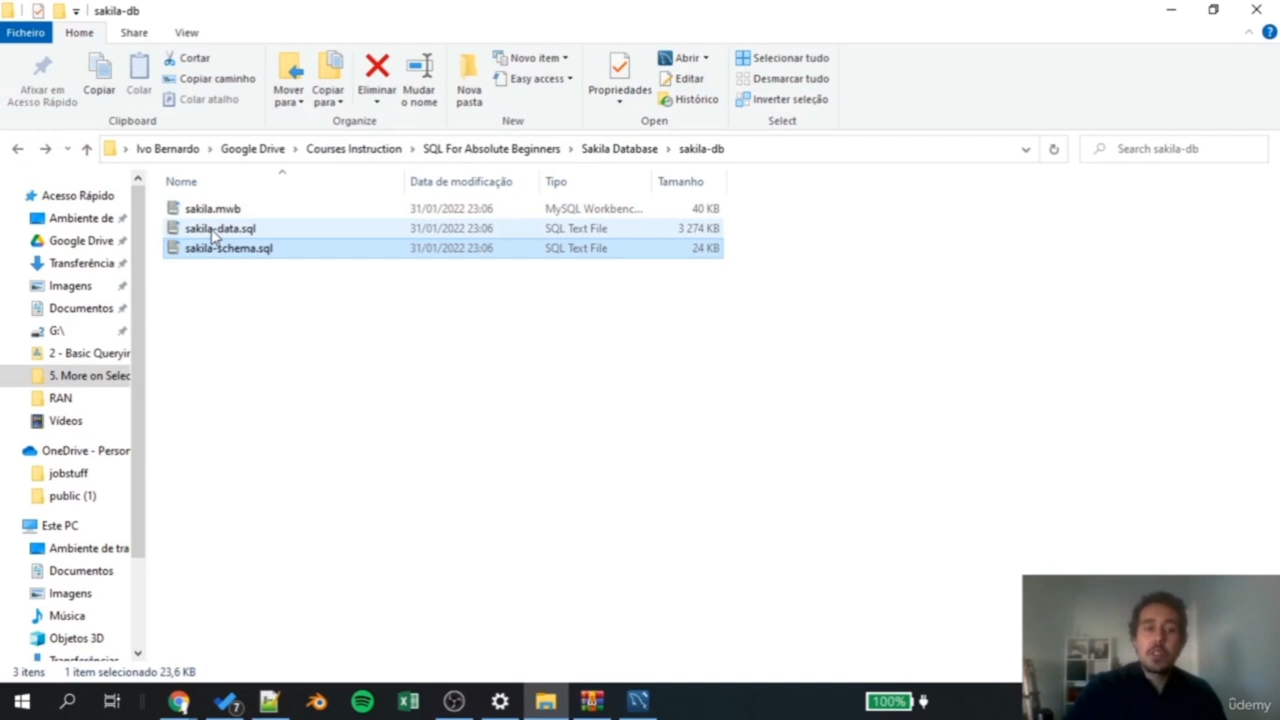 sakila-db
Ficheiro Home Share View
Afixar em Acesso Rápido
Copiar
Colar
Cortar
Copiar caminho
Colar atalho
Clipboard
Mover para
Copiar para
Eliminar
Mudar o nome
Organize
Nova pasta
Novo item
Easy access
New
Propriedades
Abrir
Editar
Histórico
Open
Selecionar tudo
Desmarcar tudo
Inverter seleção
Select
Ivo Bernardo › Google Drive › Courses Instruction › SQL For Absolute Beginners › Sakila Database › sakila-db
Search sakila-db
Nome Data de modificação Tipo Tamanho
sakila.mwb 31/01/2022 23:06 MySQL Workbenc... 40 KB
sakila-data.sql 31/01/2022 23:06 SQL Text File 3 274 KB
sakila-schema.sql 31/01/2022 23:06 SQL Text File 24 KB
Acesso Rápido
Ambiente de
Google Drive
Transferência
Imagens
Documentos
G:\
2 - Basic Queryir
5. More on Selec
RAN
Vídeos
OneDrive - Person
jobstuff
public (1)
Este PC
Ambiente de tra
Documentos
Imagens
Música
Objetos 3D
Transferências
3 itens 1 item selecionado 23,6 KB
7
100%
ûdemy